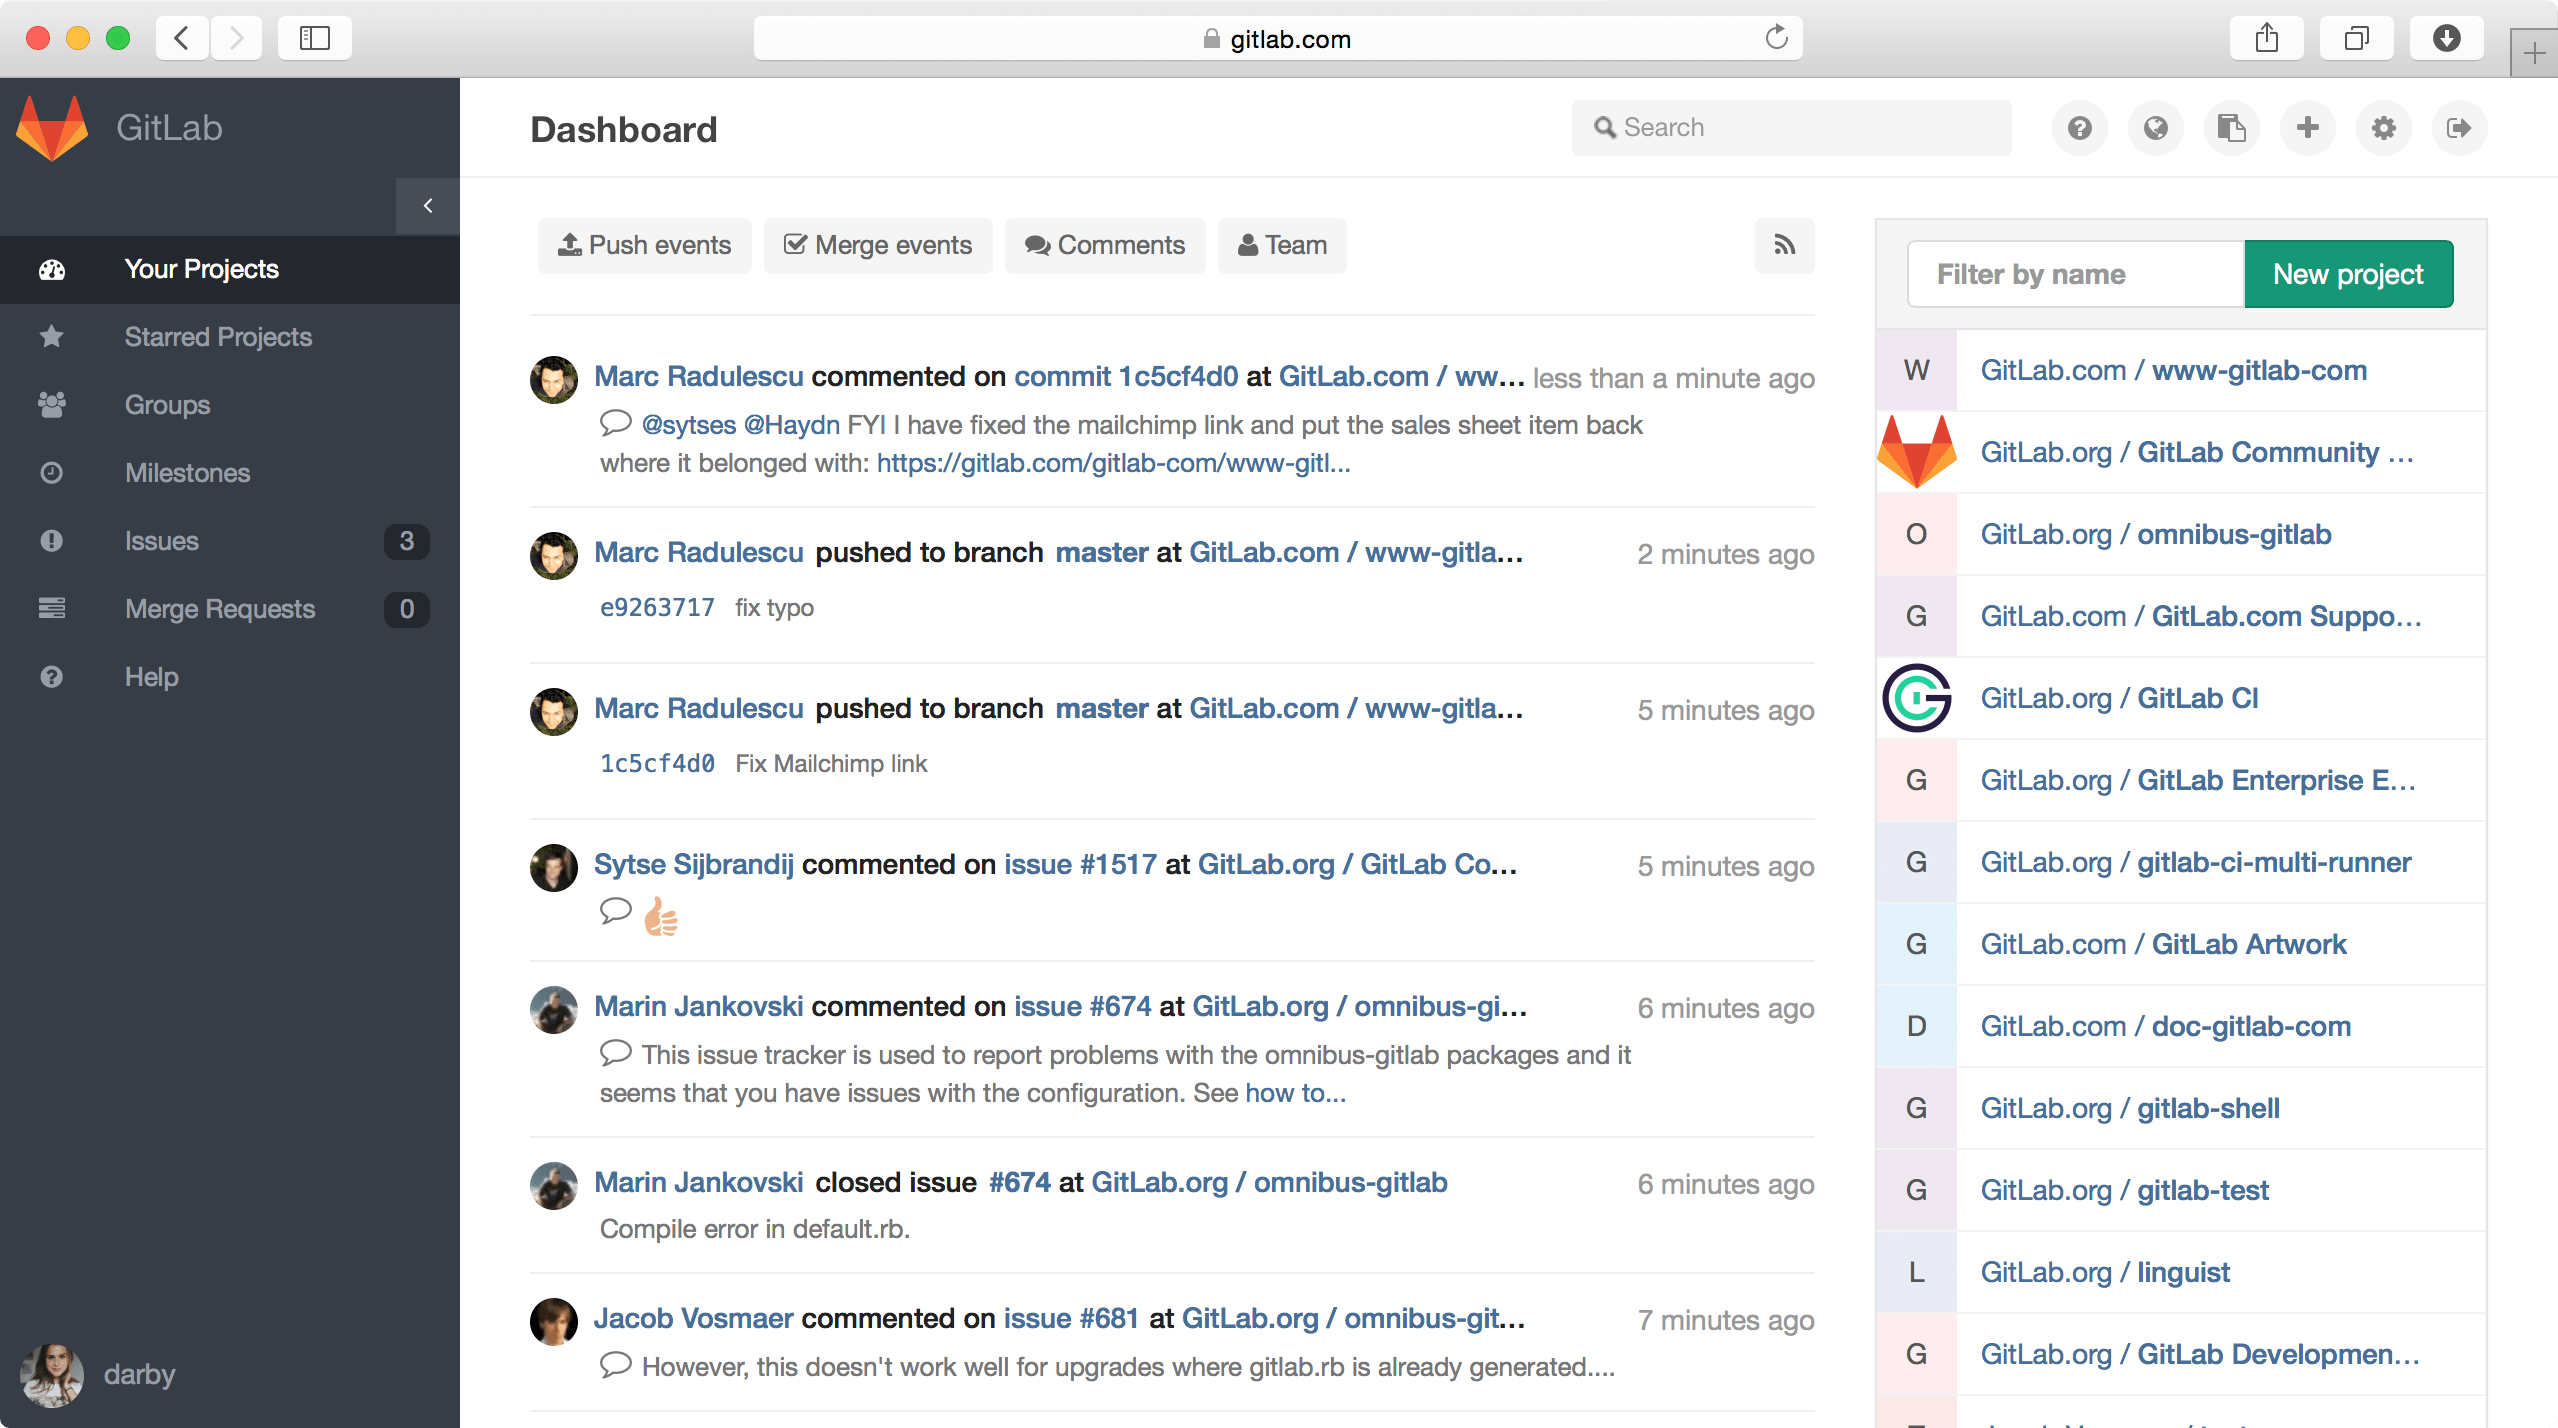 gitlab.com
GitLab
Dashboard
Search
Your Projects
Starred Projects
Groups
Milestones
Issues 3
Merge Requests 0
Help
darby
Push events Merge events Comments Team
Marc Radulescu commented on commit 1c5cf4d0 at GitLab.com / ww... less than a minute ago
@sytses @Haydn FYI I have fixed the mailchimp link and put the sales sheet item back
where it belonged with: https://gitlab.com/gitlab-com/www-gitl...
Marc Radulescu pushed to branch master at GitLab.com / www-gitla... 2 minutes ago
e9263717 fix typo
Marc Radulescu pushed to branch master at GitLab.com / www-gitla... 5 minutes ago
1c5cf4d0 Fix Mailchimp link
Sytse Sijbrandij commented on issue #1517 at GitLab.org / GitLab Co... 5 minutes ago
Marin Jankovski commented on issue #674 at GitLab.org / omnibus-gi... 6 minutes ago
This issue tracker is used to report problems with the omnibus-gitlab packages and it
seems that you have issues with the configuration. See how to...
Marin Jankovski closed issue #674 at GitLab.org / omnibus-gitlab 6 minutes ago
Compile error in default.rb.
Jacob Vosmaer commented on issue #681 at GitLab.org / omnibus-git... 7 minutes ago
However, this doesn't work well for upgrades where gitlab.rb is already generated....
Filter by name New project
W GitLab.com / www-gitlab-com
GitLab.org / GitLab Community ...
O GitLab.org / omnibus-gitlab
G GitLab.com / GitLab.com Suppo...
GitLab.org / GitLab CI
G GitLab.org / GitLab Enterprise E...
G GitLab.org / gitlab-ci-multi-runner
G GitLab.com / GitLab Artwork
D GitLab.com / doc-gitlab-com
G GitLab.org / gitlab-shell
G GitLab.org / gitlab-test
L GitLab.org / linguist
G GitLab.org / GitLab Developmen...